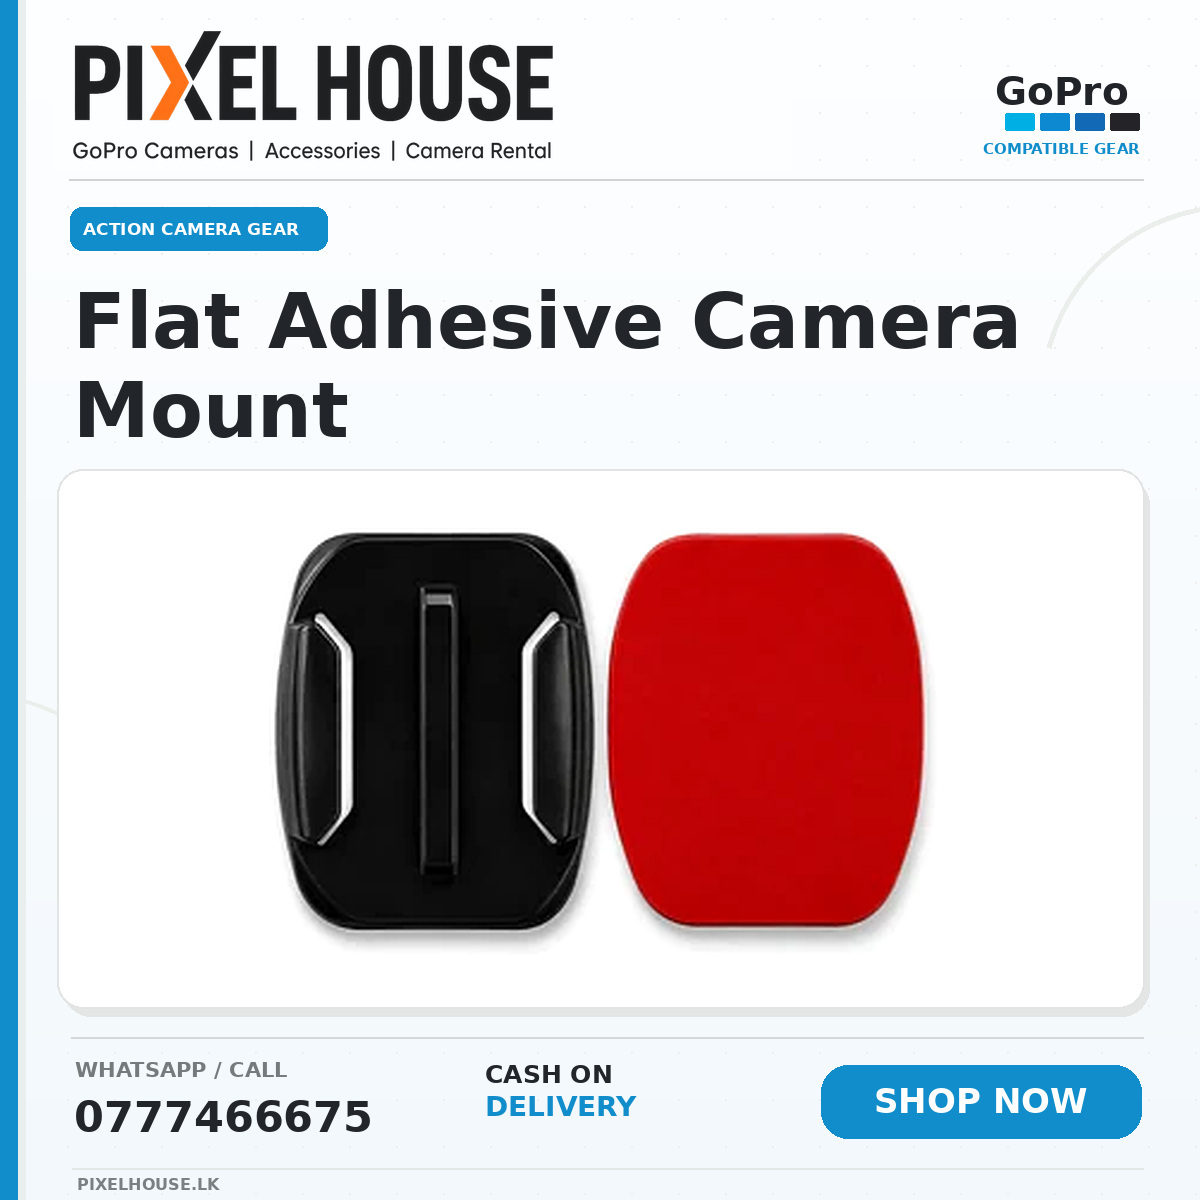 PIXEL HOUSE
GoPro Cameras | Accessories | Camera Rental
GoPro
COMPATIBLE GEAR
ACTION CAMERA GEAR
Flat Adhesive Camera
Mount
WHATSAPP / CALL
0777466675
CASH ON
DELIVERY
SHOP NOW
PIXELHOUSE.LK